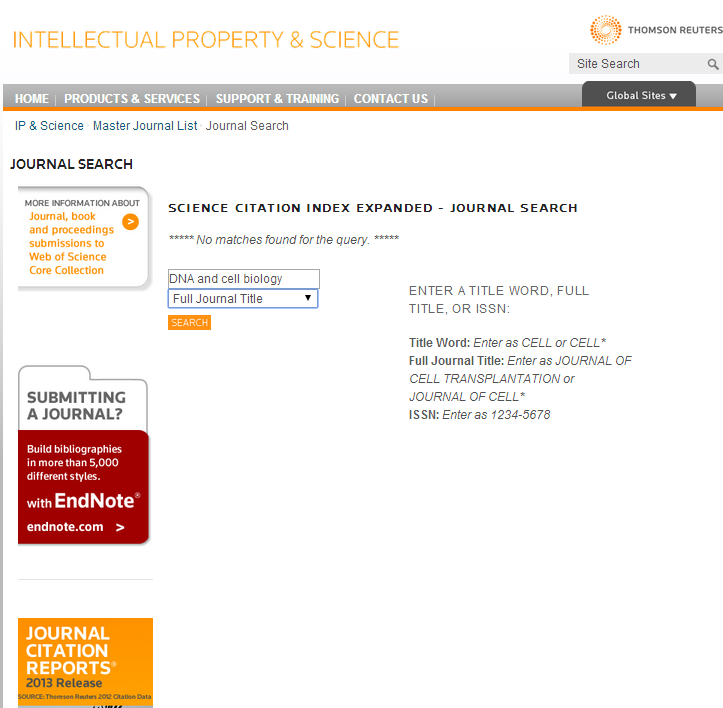 INTELLECTUAL PROPERTY & SCIENCE
THOMSON REUTERS
Site Search
HOME | PRODUCTS & SERVICES | SUPPORT & TRAINING | CONTACT US |
Global Sites
IP & Science · Master Journal List · Journal Search
JOURNAL SEARCH
MORE INFORMATION ABOUT
Journal, book
and proceedings
submissions to
Web of Science
Core Collection
>
SCIENCE CITATION INDEX EXPANDED - JOURNAL SEARCH
***** No matches found for the query. *****
DNA and cell biology
Full Journal Title
SEARCH
ENTER A TITLE WORD, FULL
TITLE, OR ISSN:
Title Word: Enter as CELL or CELL*
Full Journal Title: Enter as JOURNAL OF
CELL TRANSPLANTATION or
JOURNAL OF CELL*
ISSN: Enter as 1234-5678
SUBMITTING
A JOURNAL?
Build bibliographies
in more than 5,000
different styles.
with EndNote®
endnote.com >
JOURNAL
CITATION
REPORTS®
2013 Release
SOURCE: Thomson Reuters 2012 Citation Data